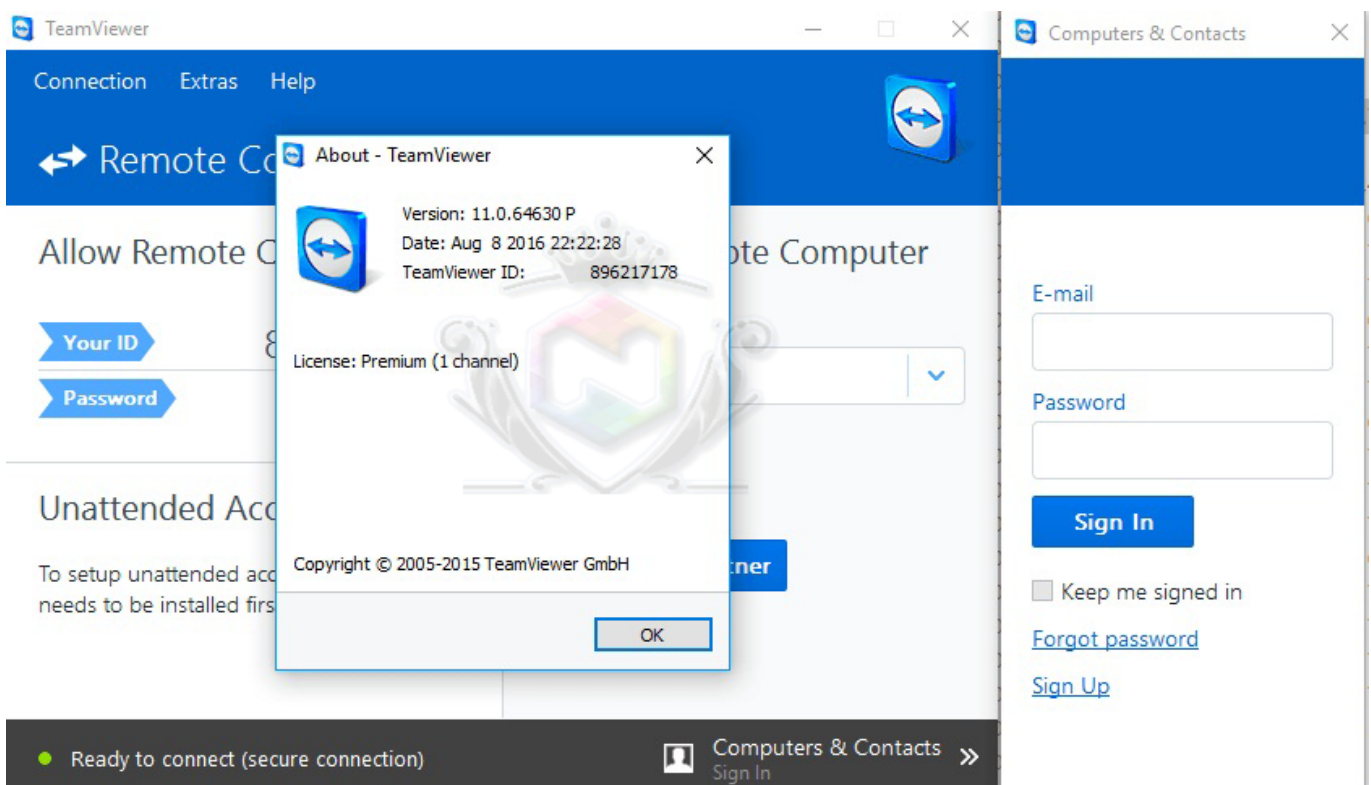 TeamViewer
Connection Extras Help
Remote Co
Allow Remote C
Your ID
8
Password
Unattended Acc
To setup unattended acc
needs to be installed firs
ote Computer
tner
About - TeamViewer
Version: 11.0.64630 P
Date: Aug 8 2016 22:22:28
TeamViewer ID: 896217178
License: Premium (1 channel)
Copyright © 2005-2015 TeamViewer GmbH
OK
Ready to connect (secure connection)
Computers & Contacts
Sign In
Computers & Contacts
E-mail
Password
Sign In
Keep me signed in
Forgot password
Sign Up